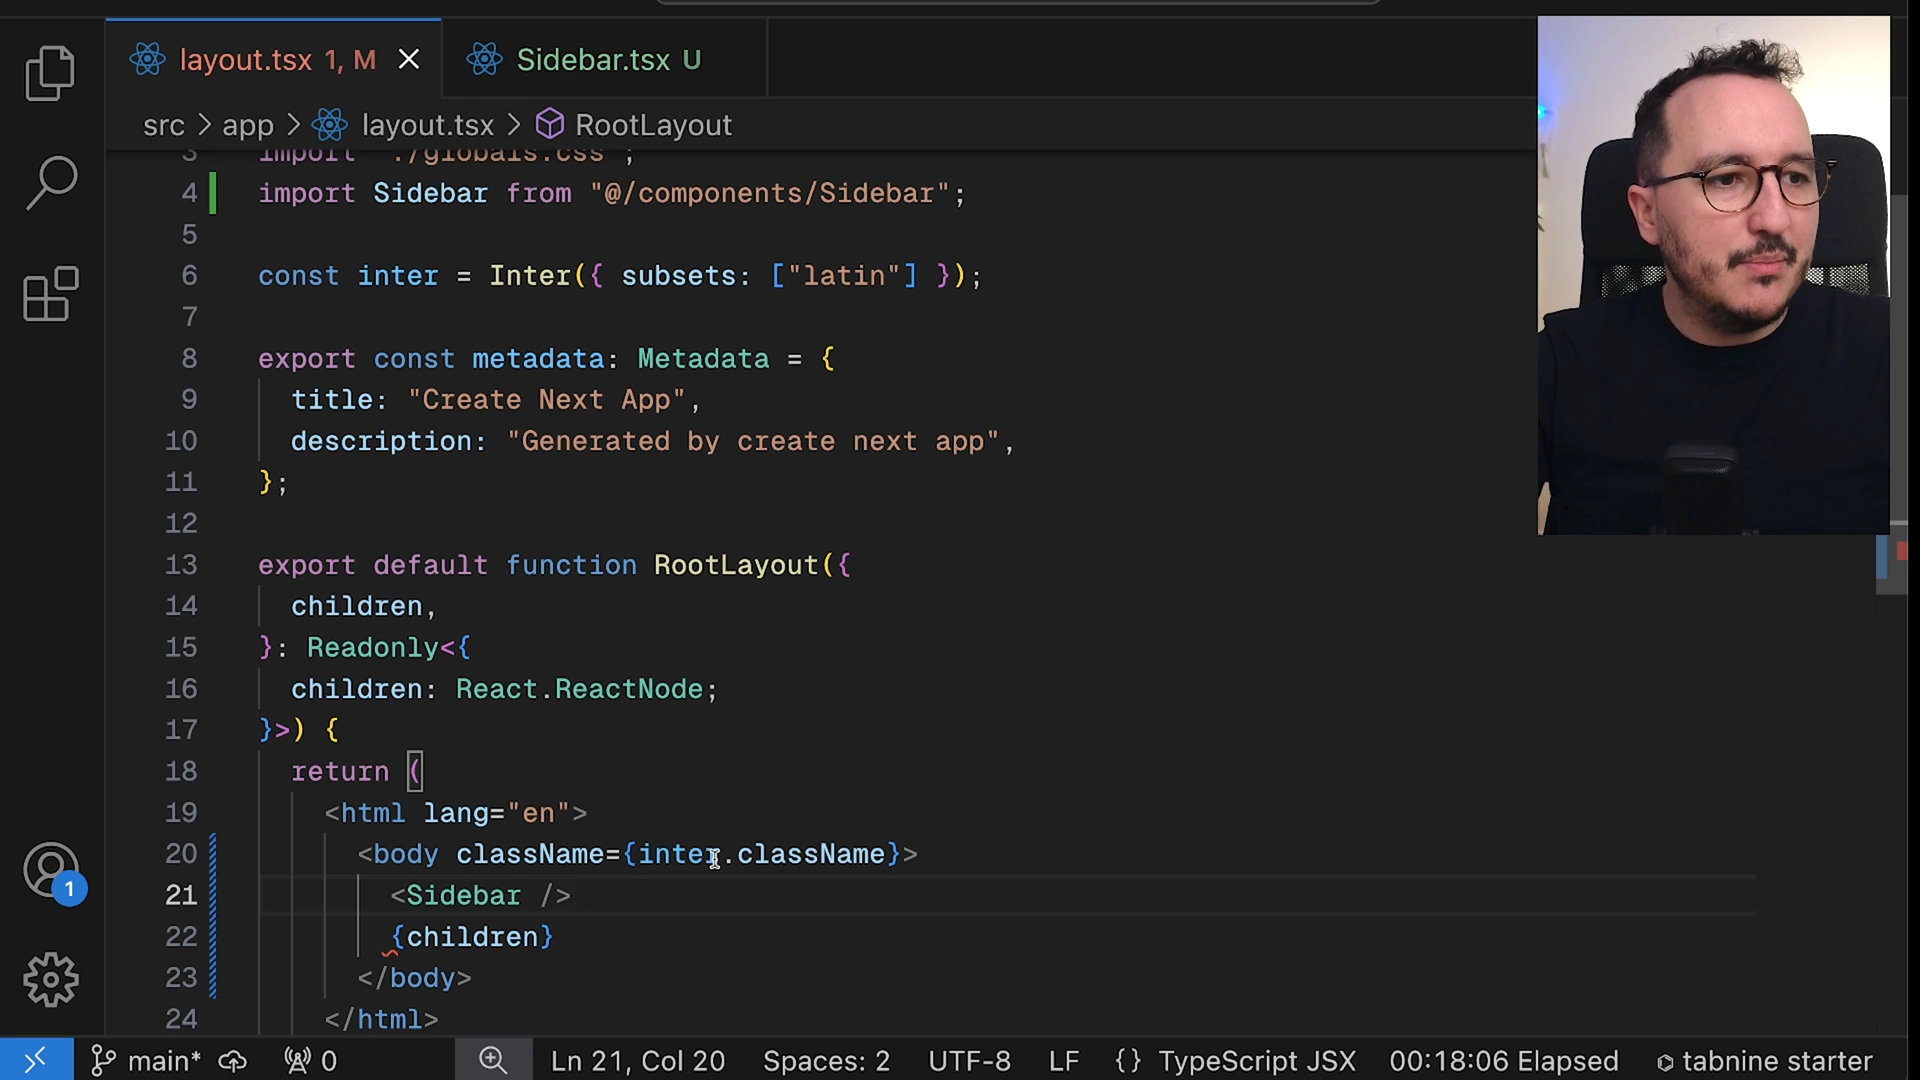 layout.tsx 1, M
Sidebar.tsx U
src > app > layout.tsx > RootLayout
3 import "./globals.css";
4 import Sidebar from "@/components/Sidebar";
5
6 const inter = Inter({ subsets: ["latin"] });
7
8 export const metadata: Metadata = {
9 title: "Create Next App",
10 description: "Generated by create next app",
11 };
12
13 export default function RootLayout({
14 children,
15 }: Readonly<{
16 children: React.ReactNode;
17 }>) {
18 return (
19 <html lang="en">
20 <body className={inter.className}>
21 <Sidebar />
22 {children}
23 </body>
24 </html>
1
main* 0 Ln 21, Col 20 Spaces: 2 UTF-8 LF {} TypeScript JSX 00:18:06 Elapsed tabnine starter